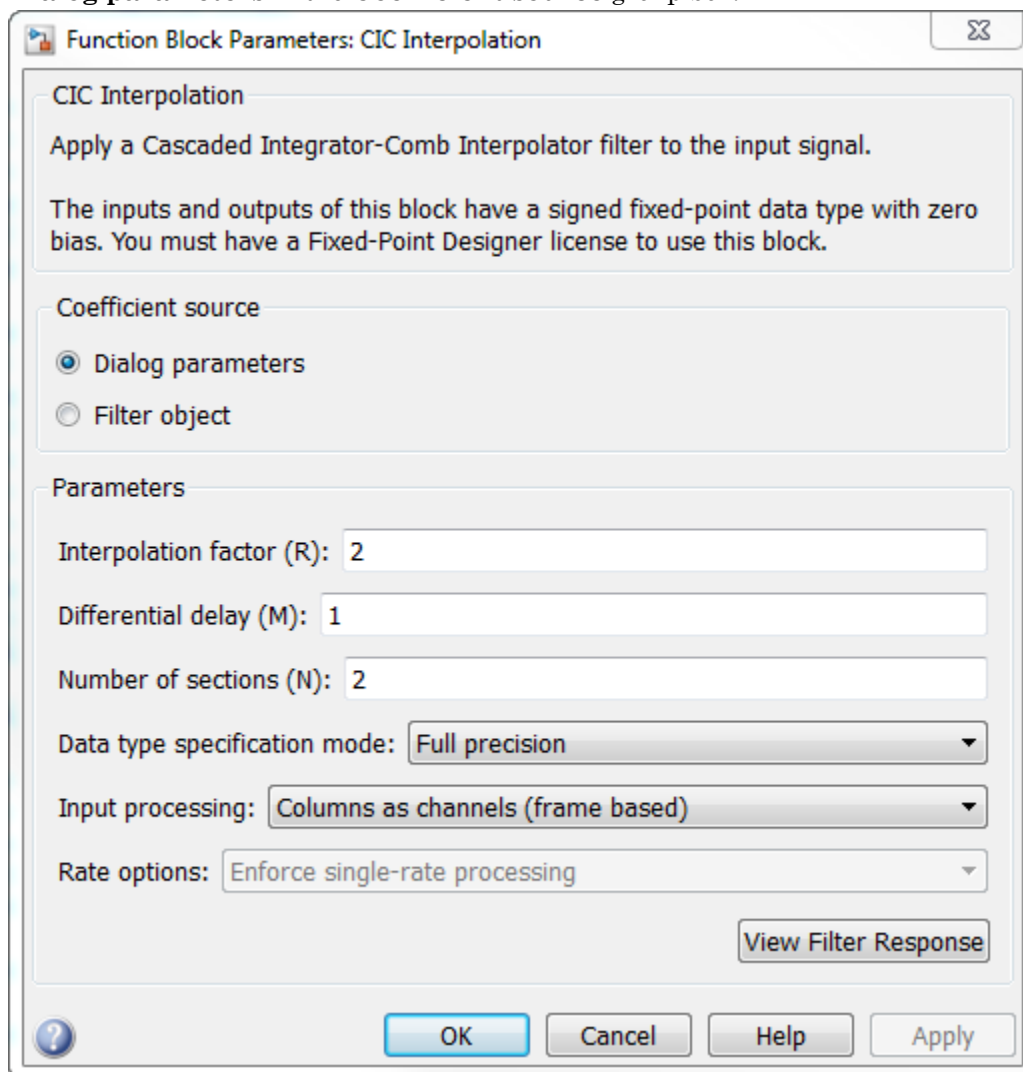 Function Block Parameters: CIC Interpolation
CIC Interpolation
Apply a Cascaded Integrator-Comb Interpolator filter to the input signal.
The inputs and outputs of this block have a signed fixed-point data type with zero
bias. You must have a Fixed-Point Designer license to use this block.
Coefficient source
Dialog parameters
Filter object
Parameters
Interpolation factor (R): 2
Differential delay (M): 1
Number of sections (N): 2
Data type specification mode: Full precision
Input processing: Columns as channels (frame based)
Rate options: Enforce single-rate processing
View Filter Response
OK Cancel Help Apply